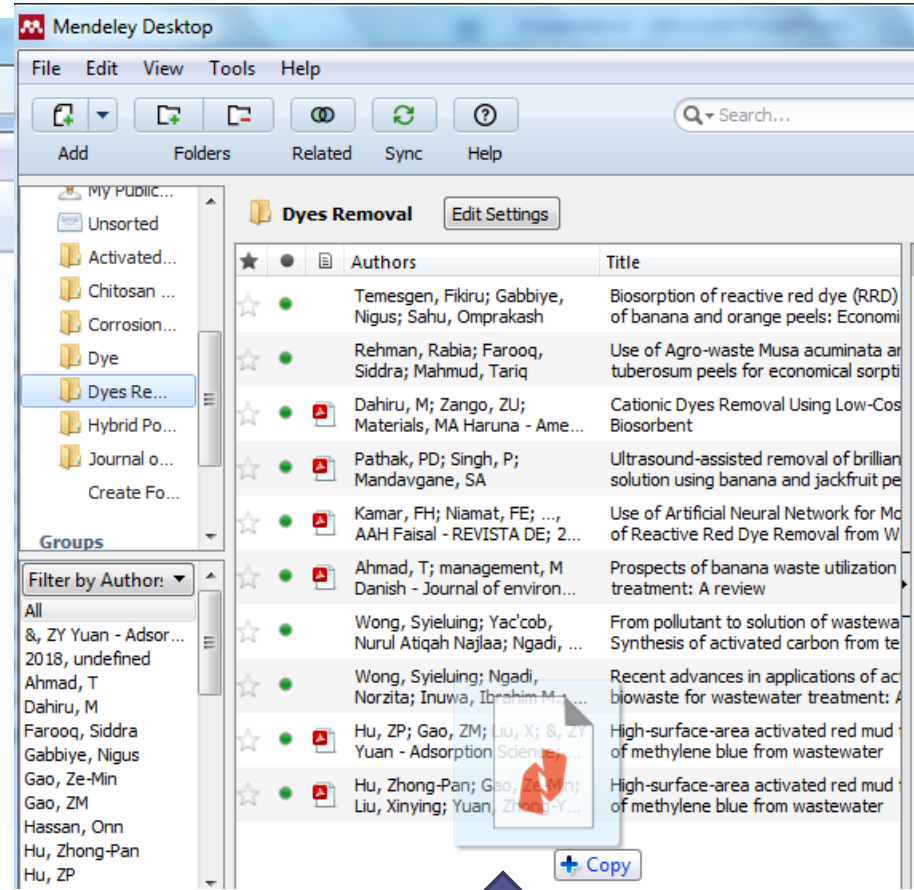 Mendeley Desktop
File Edit View Tools Help
Search...
Add Folders Related Sync Help
My Public...
Unsorted
Activated...
Chitosan ...
Corrosion...
Dye
Dyes Re...
Hybrid Po...
Journal o...
Create Fo...
Groups
Filter by Author:
All
&, ZY Yuan - Adsor...
2018, undefined
Ahmad, T
Dahiru, M
Farooq, Siddra
Gabbiye, Nigus
Gao, Ze-Min
Gao, ZM
Hassan, Onn
Hu, Zhong-Pan
Hu, ZP
Dyes Removal Edit Settings
Authors Title
Temesgen, Fikiru; Gabbiye, Biosorption of reactive red dye (RRD)
Nigus; Sahu, Omprakash of banana and orange peels: Economi
Rehman, Rabia; Farooq, Use of Agro-waste Musa acuminata an
Siddra; Mahmud, Tariq tuberosum peels for economical sorpti
Dahiru, M; Zango, ZU; Cationic Dyes Removal Using Low-Cos
Materials, MA Haruna - Ame... Biosorbent
Pathak, PD; Singh, P; Ultrasound-assisted removal of brillian
Mandavgane, SA solution using banana and jackfruit pe
Kamar, FH; Niamat, FE; ..., Use of Artificial Neural Network for Mo
AAH Faisal - REVISTA DE; 2... of Reactive Red Dye Removal from W
Ahmad, T; management, M Prospects of banana waste utilization
Danish - Journal of environ... treatment: A review
Wong, Syieluing; Yac'cob, From pollutant to solution of wastewa
Nurul Atiqah Najlaa; Ngadi, ... Synthesis of activated carbon from te
Wong, Syieluing; Ngadi, Recent advances in applications of act
Norzita; Inuwa, Ibrahim M.; ... biowaste for wastewater treatment: A
Hu, ZP; Gao, ZM; Liu, X; &, ZY High-surface-area activated red mud f
Yuan - Adsorption Science; ... of methylene blue from wastewater
Hu, Zhong-Pan; Gao, Ze-Min; High-surface-area activated red mud f
Liu, Xinying; Yuan, Zhong-Y... of methylene blue from wastewater
Copy